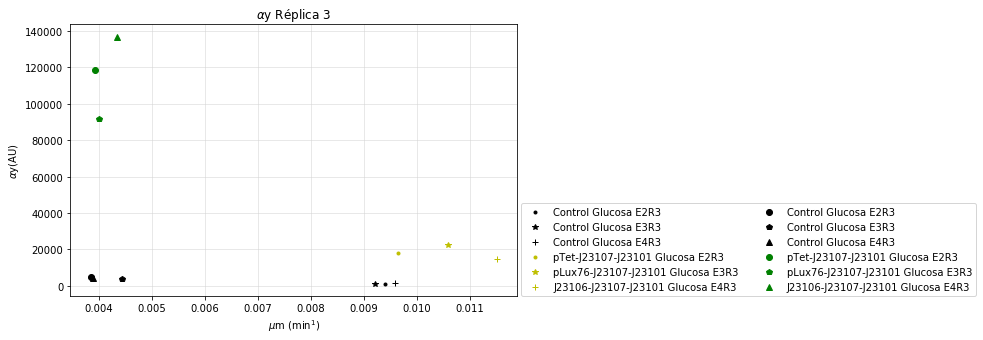 αy Réplica 3
140000
120000
100000
80000
60000
40000
20000
0
αy(AU)
0.004 0.005 0.006 0.007 0.008 0.009 0.010 0.011
μm (min¹)
Control Glucosa E2R3
Control Glucosa E3R3
Control Glucosa E4R3
pTet-J23107-J23101 Glucosa E2R3
pLux76-J23107-J23101 Glucosa E3R3
J23106-J23107-J23101 Glucosa E4R3
Control Glucosa E2R3
Control Glucosa E3R3
Control Glucosa E4R3
pTet-J23107-J23101 Glucosa E2R3
pLux76-J23107-J23101 Glucosa E3R3
J23106-J23107-J23101 Glucosa E4R3